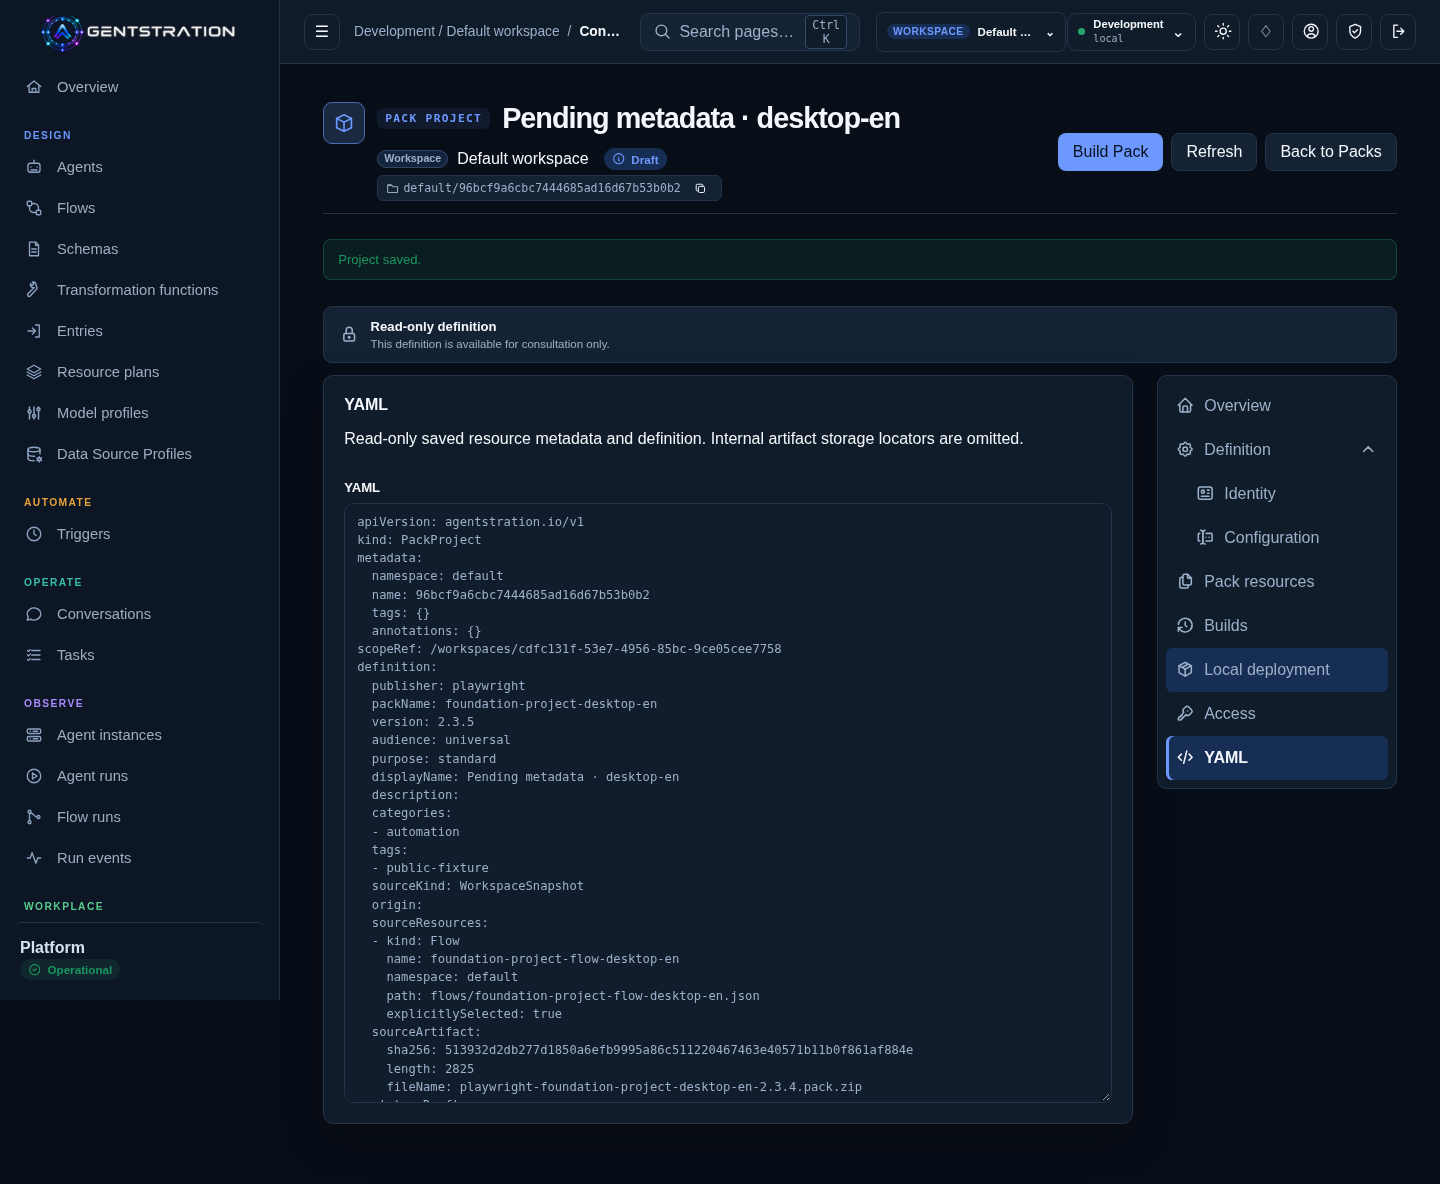 GENTSTRATION
Overview
DESIGN
Agents
Flows
Schemas
Transformation functions
Entries
Resource plans
Model profiles
Data Source Profiles
AUTOMATE
Triggers
OPERATE
Conversations
Tasks
OBSERVE
Agent instances
Agent runs
Flow runs
Run events
WORKPLACE
Platform
Operational
Development / Default workspace / Con…
Search pages… Ctrl K
WORKSPACE Default …
Development
local
PACK PROJECT Pending metadata · desktop-en
Workspace Default workspace Draft
default/96bcf9a6cbc7444685ad16d67b53b0b2
Build Pack Refresh Back to Packs
Project saved.
Read-only definition
This definition is available for consultation only.
YAML
Read-only saved resource metadata and definition. Internal artifact storage locators are omitted.
YAML
apiVersion: agentstration.io/v1
kind: PackProject
metadata:
  namespace: default
  name: 96bcf9a6cbc7444685ad16d67b53b0b2
  tags: {}
  annotations: {}
scopeRef: /workspaces/cdfc131f-53e7-4956-85bc-9ce05cee7758
definition:
  publisher: playwright
  packName: foundation-project-desktop-en
  version: 2.3.5
  audience: universal
  purpose: standard
  displayName: Pending metadata · desktop-en
  description:
  categories:
  - automation
  tags:
  - public-fixture
  sourceKind: WorkspaceSnapshot
  origin:
  sourceResources:
  - kind: Flow
    name: foundation-project-flow-desktop-en
    namespace: default
    path: flows/foundation-project-flow-desktop-en.json
    explicitlySelected: true
  sourceArtifact:
    sha256: 513932d2db277d1850a6efb9995a86c511220467463e40571b11b0f861af884e
    length: 2825
    fileName: playwright-foundation-project-desktop-en-2.3.4.pack.zip
Overview
Definition
Identity
Configuration
Pack resources
Builds
Local deployment
Access
YAML